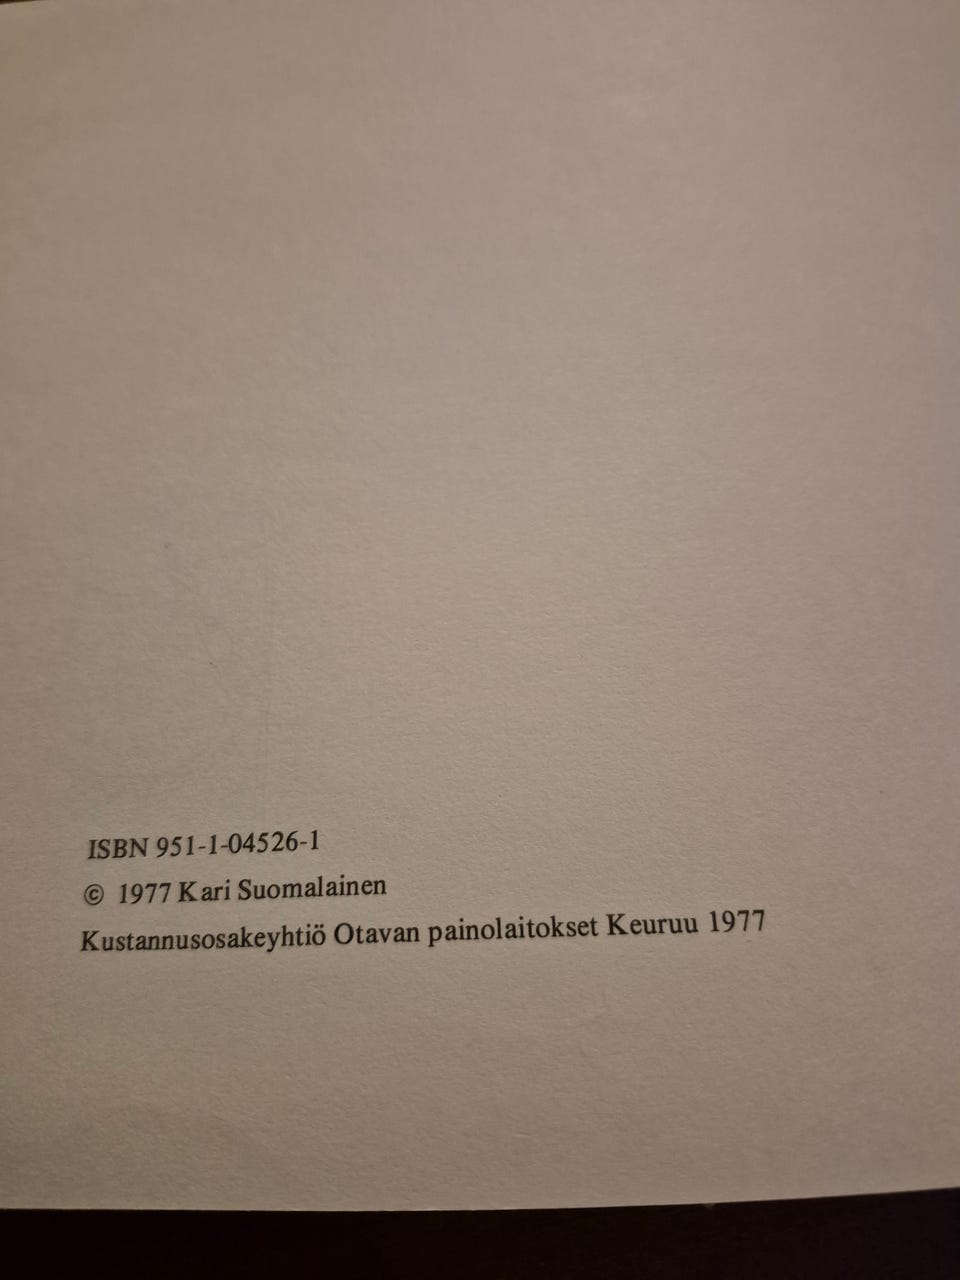 ISBN 951-1-04526-1
© 1977 Kari Suomalainen
Kustannusosakeyhtiö Otavan painolaitokset Keuruu 1977